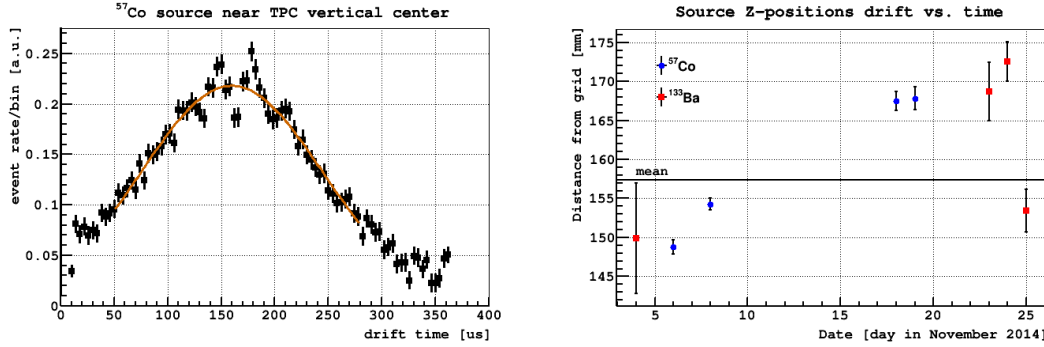 ⁵⁷Co source near TPC vertical center
event rate/bin [a.u.]
0.25
0.2
0.15
0.1
0.05
0
0 50 100 150 200 250 300 350 400
drift time [us]
Source Z-positions drift vs. time
Distance from grid [mm]
175
170
165
160
155
150
145
⁵⁷Co
¹³³Ba
mean
5 10 15 20 25
Date [day in November 2014]